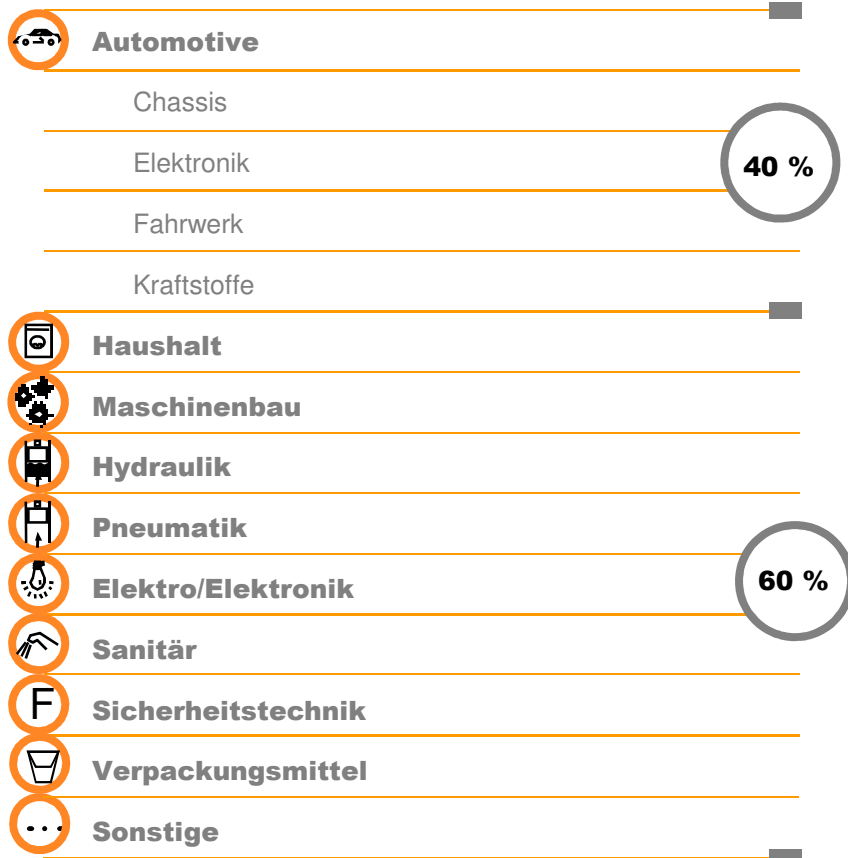 Automotive
Chassis
Elektronik
40 %
Fahrwerk
Kraftstoffe
Haushalt
Maschinenbau
Hydraulik
Pneumatik
Elektro/Elektronik
60 %
Sanitär
F
Sicherheitstechnik
Verpackungsmittel
...
Sonstige